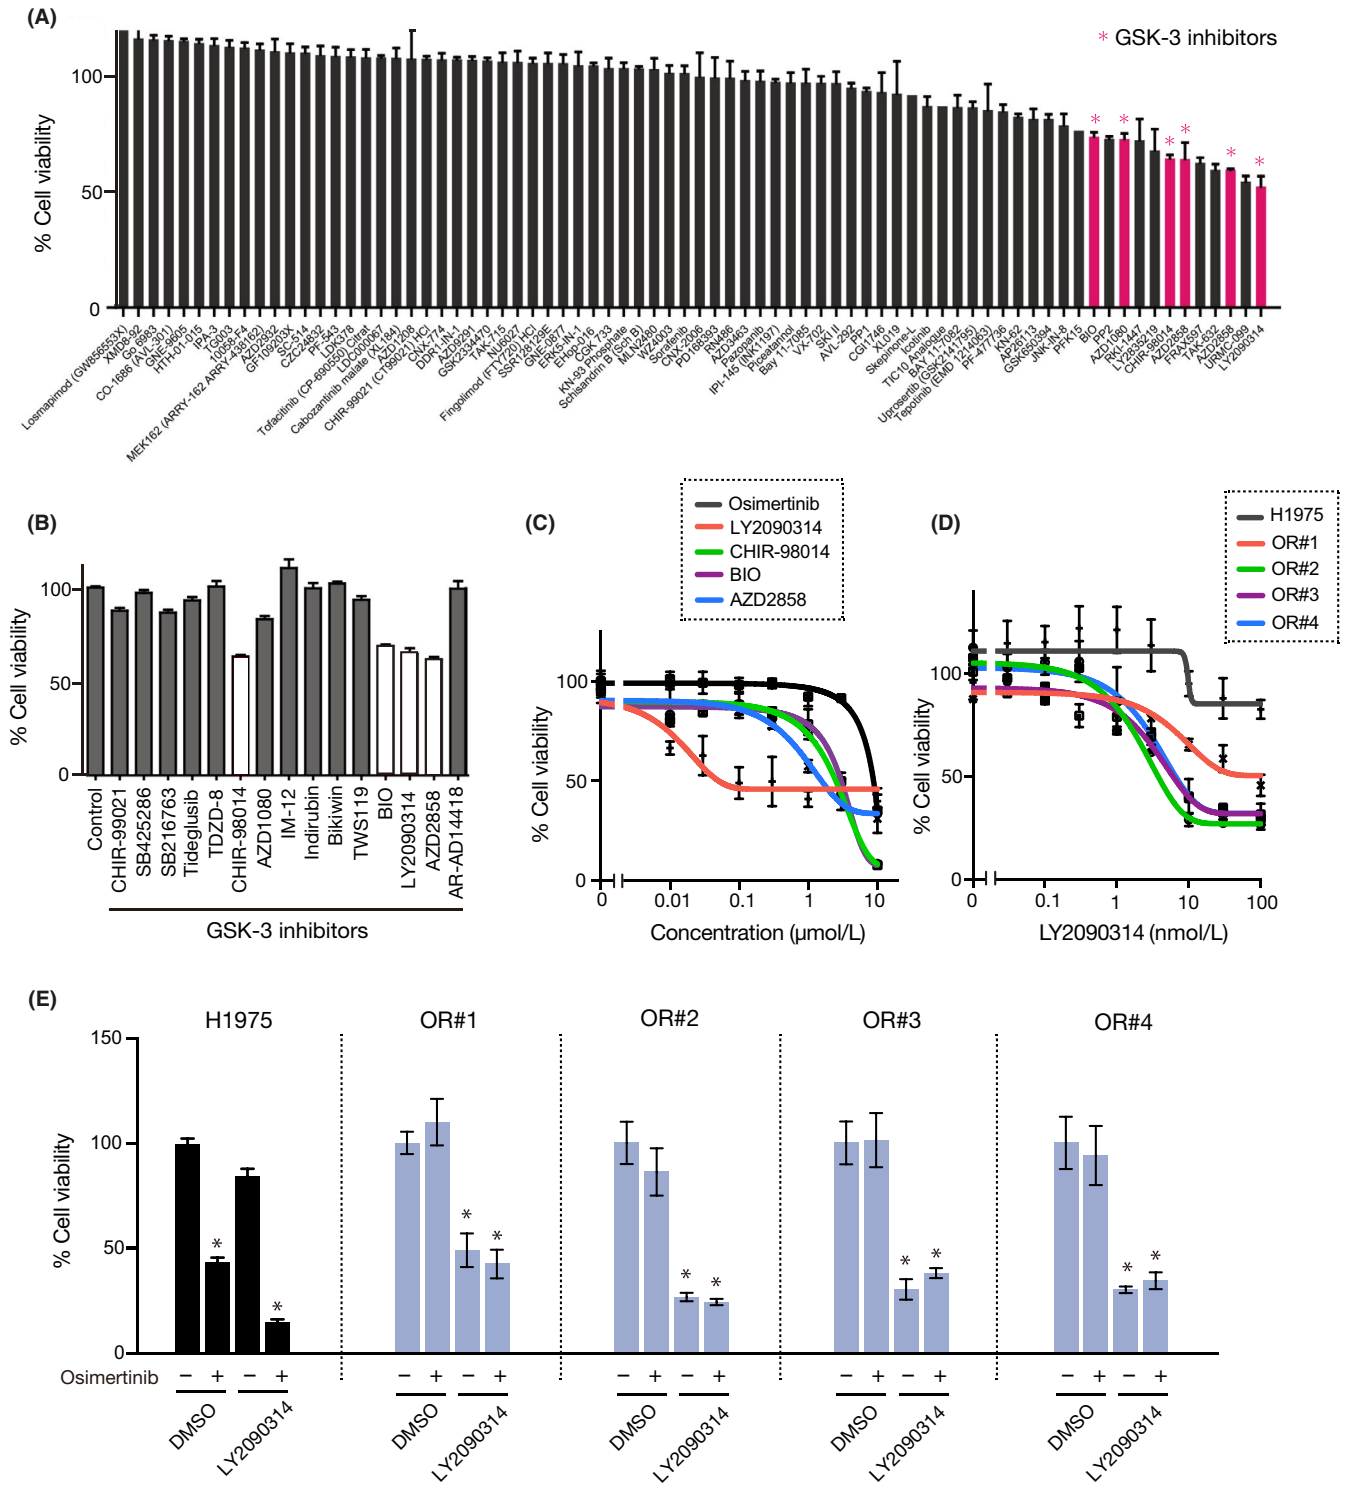 (A)
* GSK-3 inhibitors
% Cell viability
100
50
0
Losmapimod (GW856553X)
XMD8-92
Go 6983
CO-1686 (AVL-301)
GNE-9605
HTH-01-015
IPA-3
TG003
10058-F4
MEK162 (ARRY-162 ARRY-438162)
AZD2932
GF109203X
SC-514
CZC24832
PF-543
LDK378
Tofacitinib (CP-690550) Citrat
LDC000067
Cabozantinib malate (XL184)
AZD1208
CHIR-99021 (CT99021) HCl
CNX-774
DDR1-IN-1
AZD9291
GSK2334470
TAK-715
NU6027
Fingolimod (FTY720) HCl
SSR128129E
GNE-0877
ERK5-IN-1
EHop-016
CGK 733
KN-93 Phosphate
Schisandrin B (Sch B)
MLN2480
WZ4003
Sorafenib
CNX-2006
PD168393
RN486
AZD3463
Pazopanib
IPI-145 (INK1197)
Piceatannol
Bay 11-7085
VX-702
SKI II
AVL-292
CEP1
CGI1746
XL019
Skepinone-L
Icotinib
TIC10 Analogue
BAY 1157082
Uprosertib (GSK2141795)
Tepotinib (EMD 1214063)
PF-477736
KN-62
AP26113
GSK650394
JNK-IN-8
PFK15
BIO
PP2
AZD1080
RKI-1447
LY2835219
CHIR-98014
AZD2858
FRAX597
TAK-632
AZD2858
URMC-099
LY2090314
(B)
% Cell viability
100
50
0
Control
CHIR-99021
SB425286
SB216763
Tideglusib
TDZD-8
CHIR-98014
AZD1080
IM-12
Indirubin
Bikiwin
TWS119
BIO
LY2090314
AZD2858
AR-AD14418
GSK-3 inhibitors
(C)
Osimertinib
LY2090314
CHIR-98014
BIO
AZD2858
% Cell viability
100
50
0
0 0.01 0.1 1 10
Concentration (µmol/L)
(D)
H1975
OR#1
OR#2
OR#3
OR#4
% Cell viability
100
50
0
0 0.1 1 10 100
LY2090314 (nmol/L)
(E)
H1975 OR#1 OR#2 OR#3 OR#4
% Cell viability
150
100
50
0
* * * * * * * * * *
Osimertinib − + − + − + − + − + − + − + − + − + − +
DMSO LY2090314 DMSO LY2090314 DMSO LY2090314 DMSO LY2090314 DMSO LY2090314